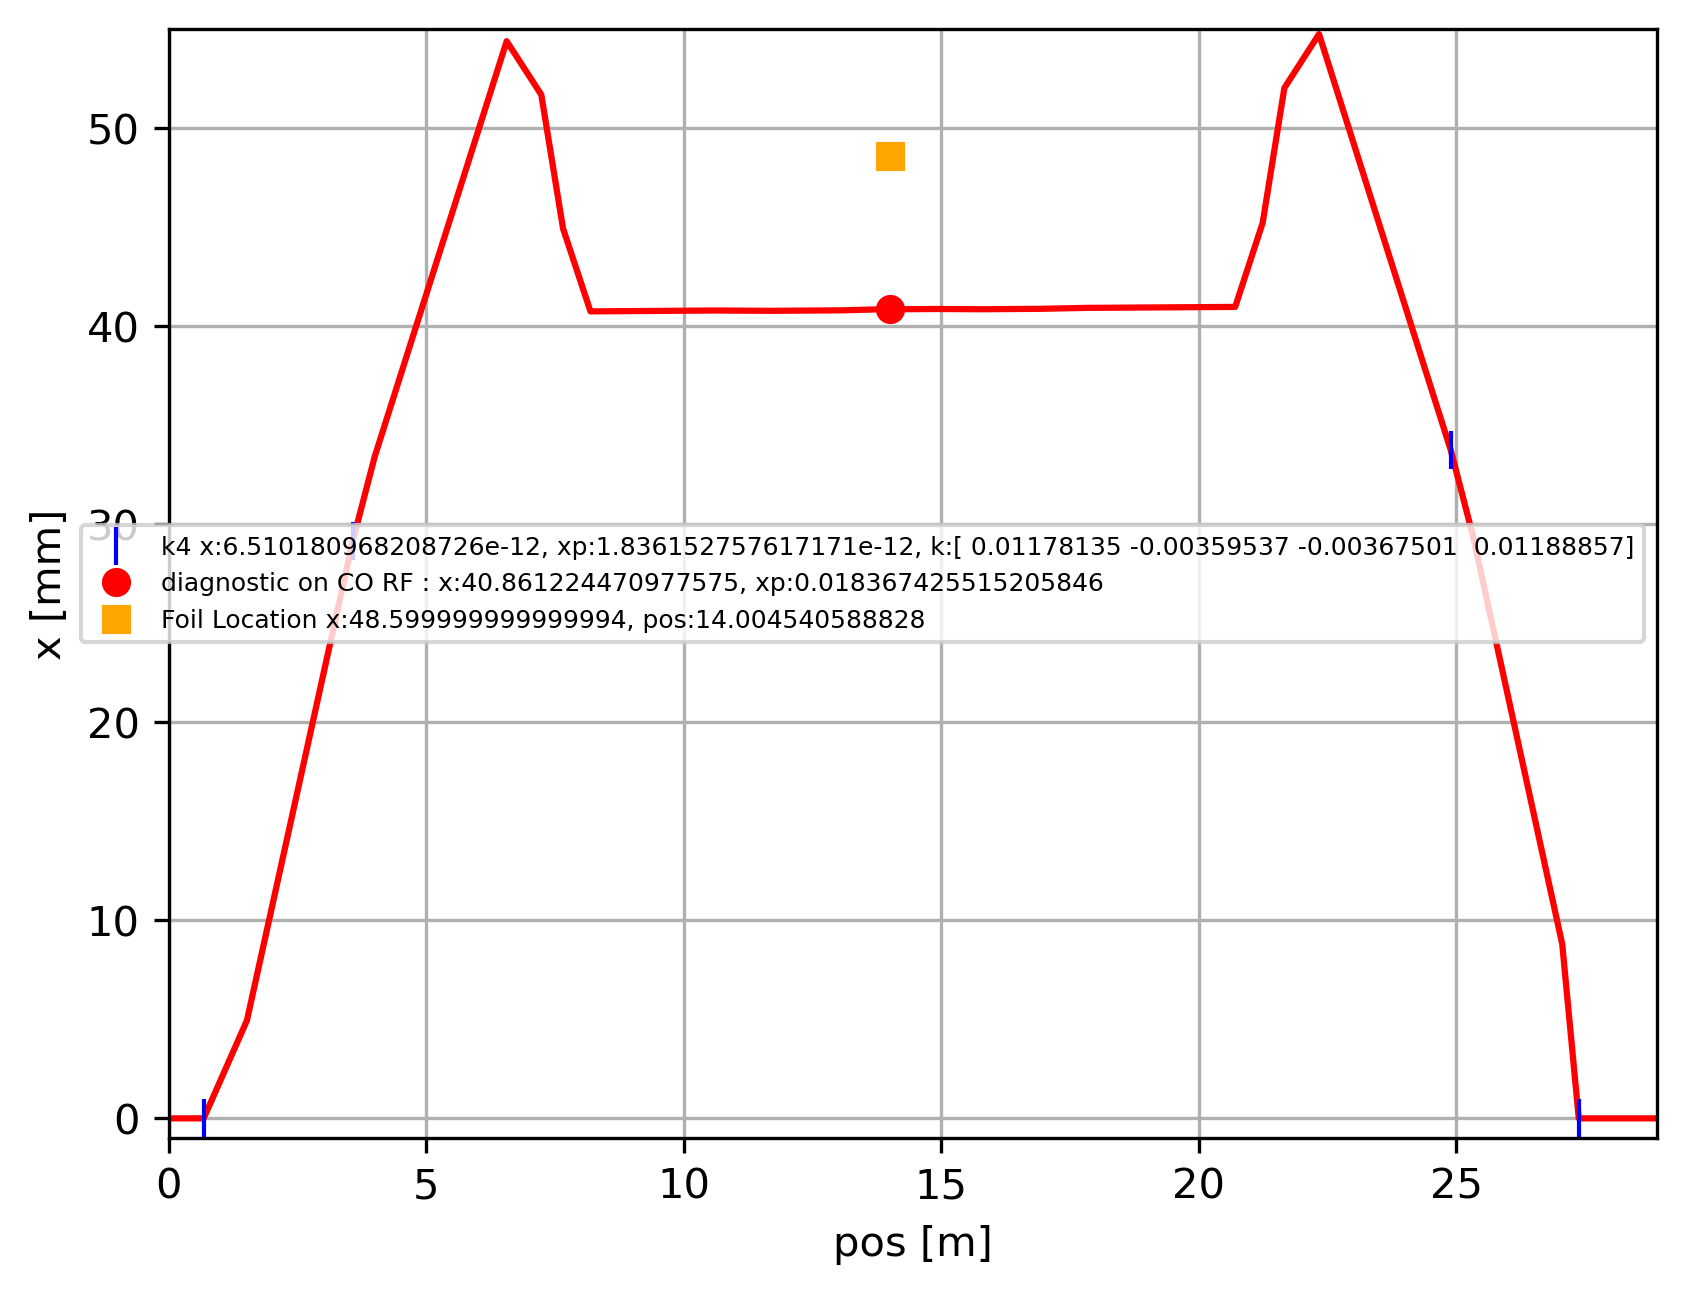 50
40
30
k4 x:6.510180968208726e-12, xp:1.836152757617171e-12, k:[ 0.01178135 -0.00359537 -0.00367501  0.01188857]
diagnostic on CO RF : x:40.861224470977575, xp:0.018367425515205846
Foil Location x:48.599999999999994, pos:14.004540588828
x [mm]
20
10
0
0 5 10 15 20 25
pos [m]